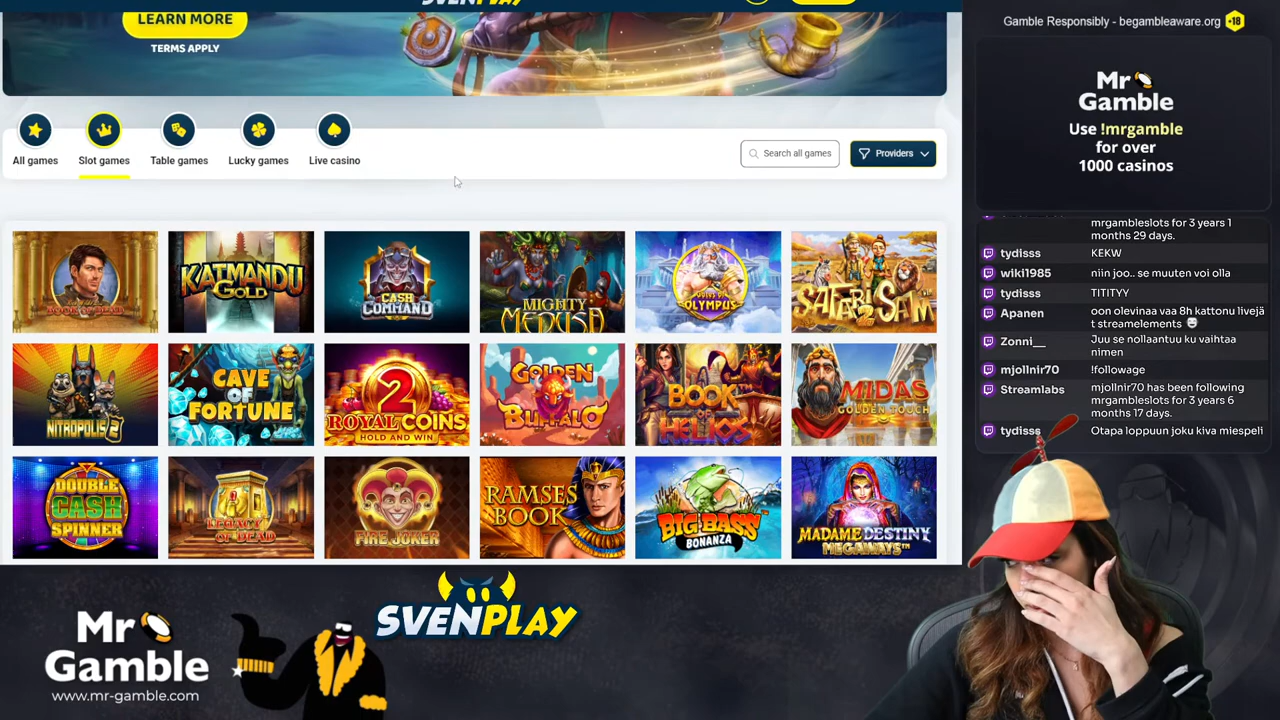 SVENPLAY
LEARN MORE
TERMS APPLY
All games
Slot games
Table games
Lucky games
Live casino
Search all games
Providers
BOOK OF DEAD
KATMANDU
GOLD
CASH
COMMAND
MIGHTY
MEDUSA
OLYMPUS
SAFARI SAM
2
NITROPOLIS 2
CAVE
OF
FORTUNE
2
ROYAL COINS
HOLD AND WIN
GOLDEN
BUFFALO
BOOK™
OF
HELIOS
MIDAS
GOLDEN TOUCH
DOUBLE
CASH
SPINNER
LEGACY
OF DEAD
FIRE JOKER
RAMSES
BOOK
BIG BASS
BONANZA
MADAME DESTINY
MEGAWAYS™
Gamble Responsibly - begambleaware.org
+18
Mr
Gamble
Use !mrgamble
for over
1000 casinos
mrgambleslots for 3 years 1
months 29 days.
tydisss KEKW
wiki1985 niin joo.. se muuten voi olla
tydisss TITITYY
Apanen oon olevinaa vaa 8h kattonu livejä
t streamelements
Zonni__ Juu se nollaantuu ku vaihtaa
nimen
mjollnir70 !followage
Streamlabs mjollnir70 has been following
mrgambleslots for 3 years 6
months 17 days.
tydisss Otapa loppuun joku kiva miespeli
Mr
Gamble
www.mr-gamble.com
SVENPLAY